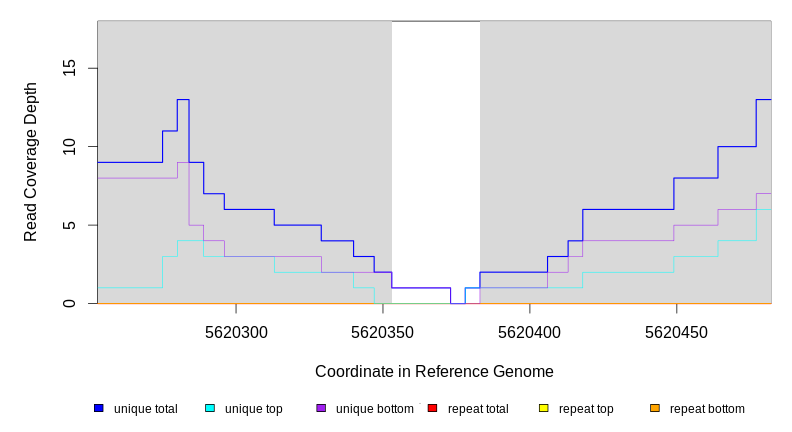 15
10
5
0
Read Coverage Depth
5620300 5620350 5620400 5620450
Coordinate in Reference Genome
unique total unique top unique bottom repeat total repeat top repeat bottom